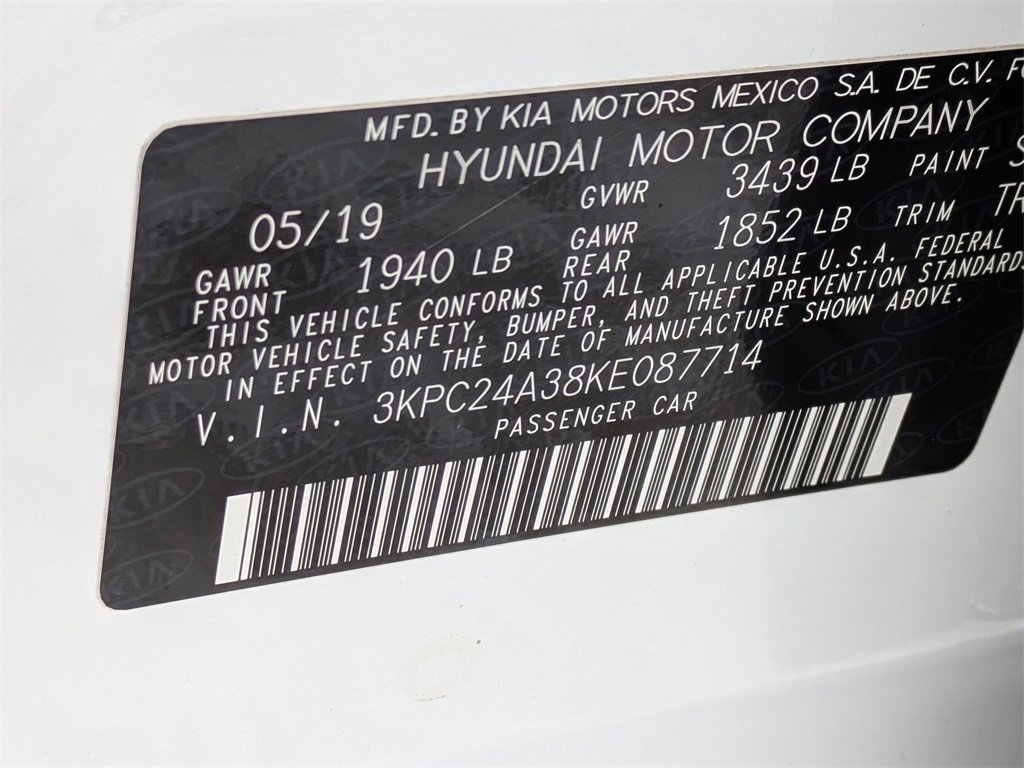 MFD. BY KIA MOTORS MEXICO S.A. DE C.V.
HYUNDAI MOTOR COMPANY
05/19 GVWR 3439 LB PAINT
GAWR FRONT 1940 LB GAWR REAR 1852 LB TRIM
THIS VEHICLE CONFORMS TO ALL APPLICABLE U.S.A. FEDERAL
MOTOR VEHICLE SAFETY, BUMPER, AND THEFT PREVENTION STANDARDS
IN EFFECT ON THE DATE OF MANUFACTURE SHOWN ABOVE.
V.I.N. 3KPC24A38KE087714
PASSENGER CAR